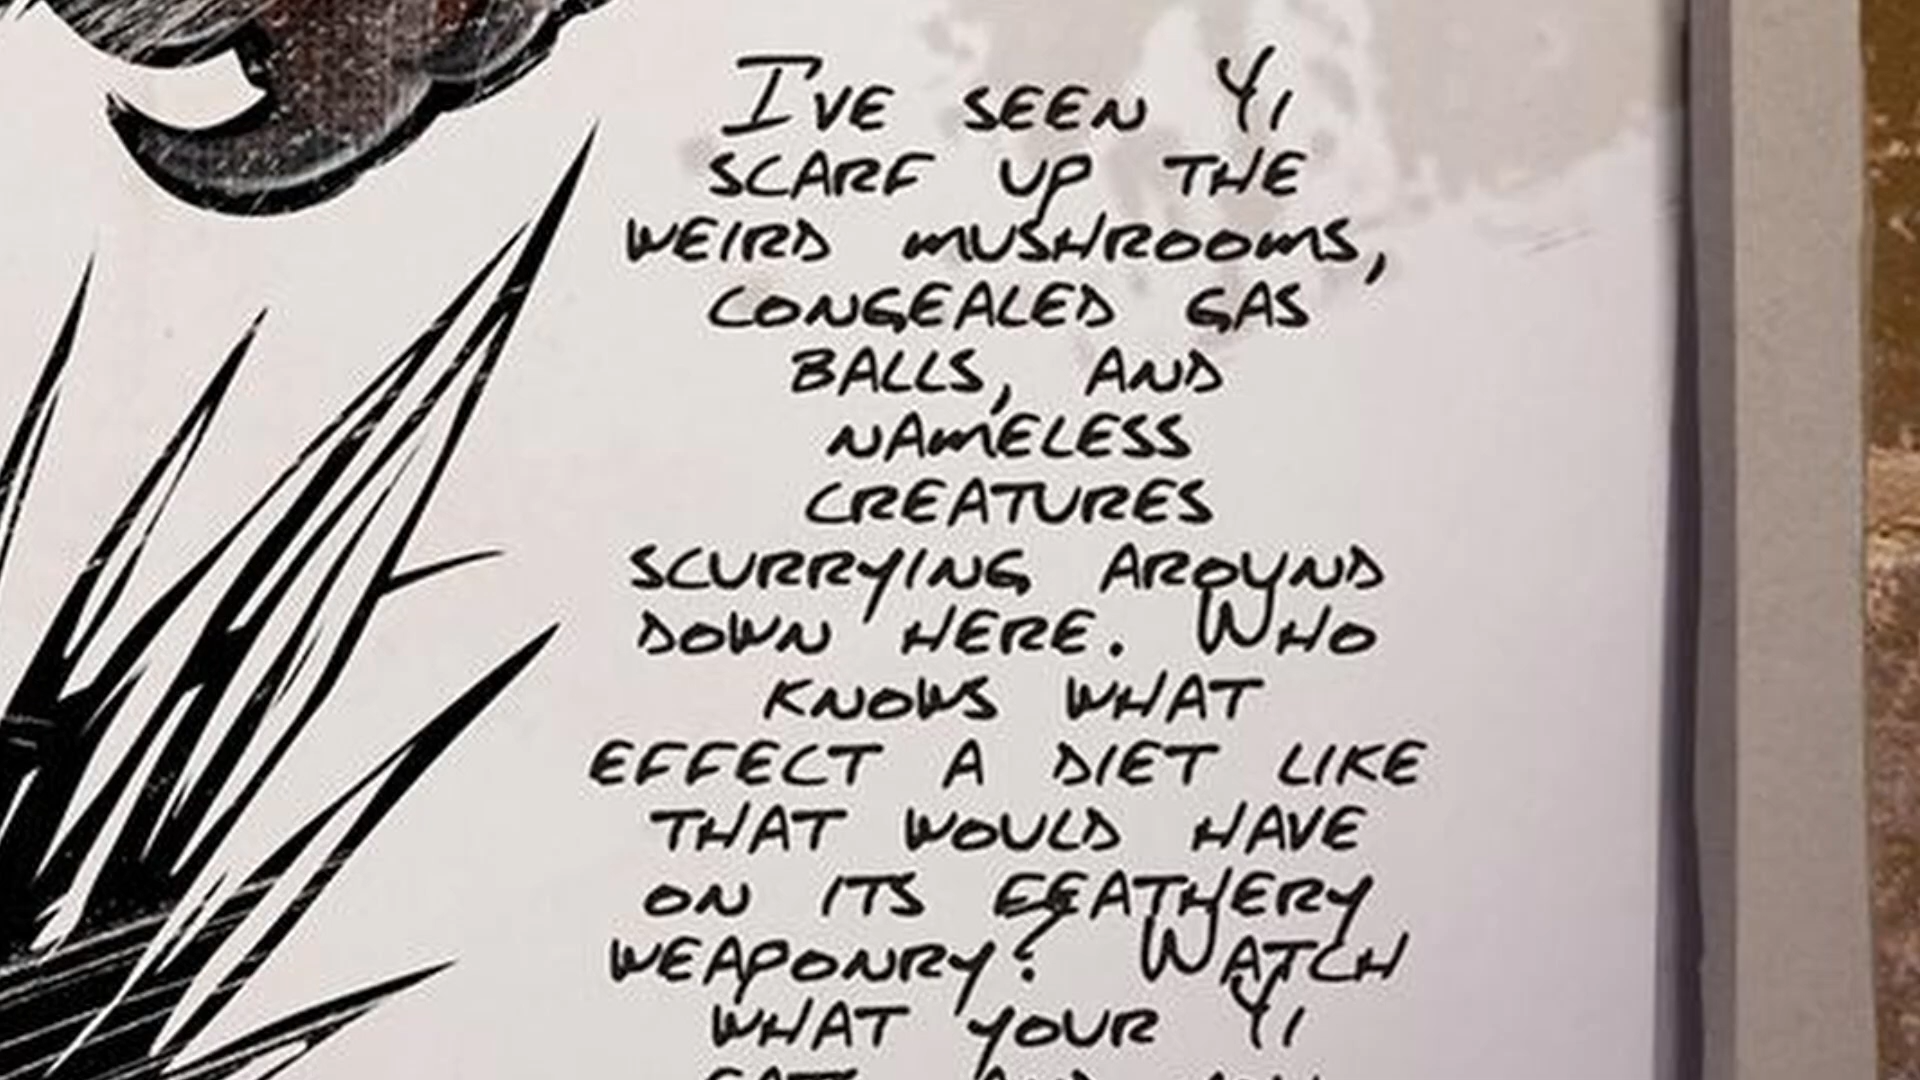 I'VE SEEN YI
SCARF UP THE
WEIRD MUSHROOMS,
CONGEALED GAS
BALLS, AND
NAMELESS
CREATURES
SCURRYING AROUND
DOWN HERE. WHO
KNOWS WHAT
EFFECT A DIET LIKE
THAT WOULD HAVE
ON ITS FEATHERY
WEAPONRY? WATCH
WHAT YOUR YI